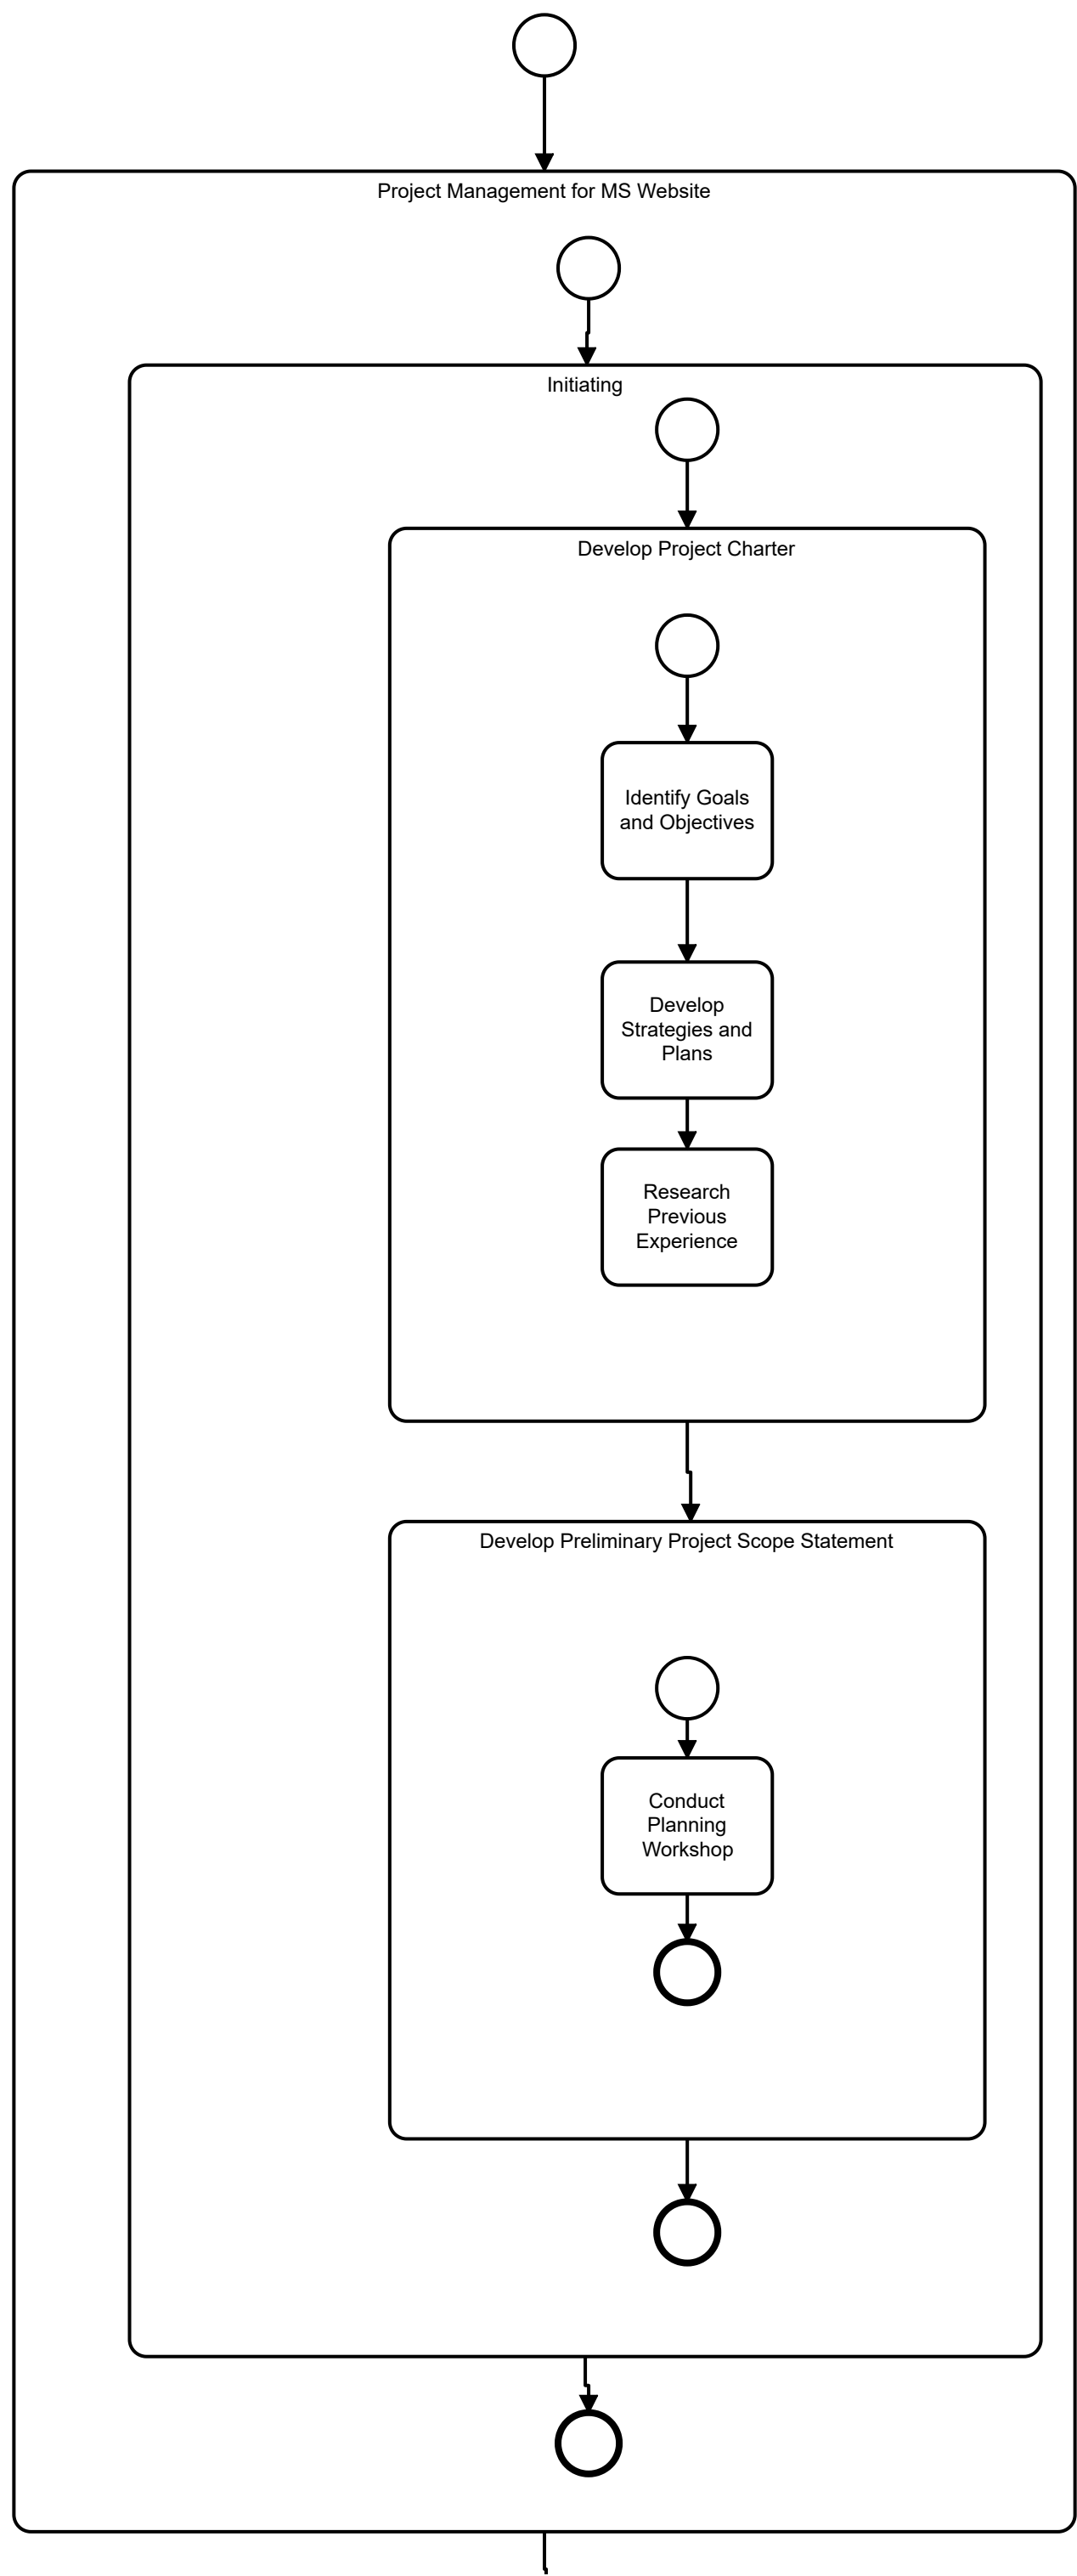 Project Management for MS Website
Initiating
Develop Project Charter
Identify Goals
and Objectives
Develop
Strategies and
Plans
Research
Previous
Experience
Develop Preliminary Project Scope Statement
Conduct
Planning
Workshop